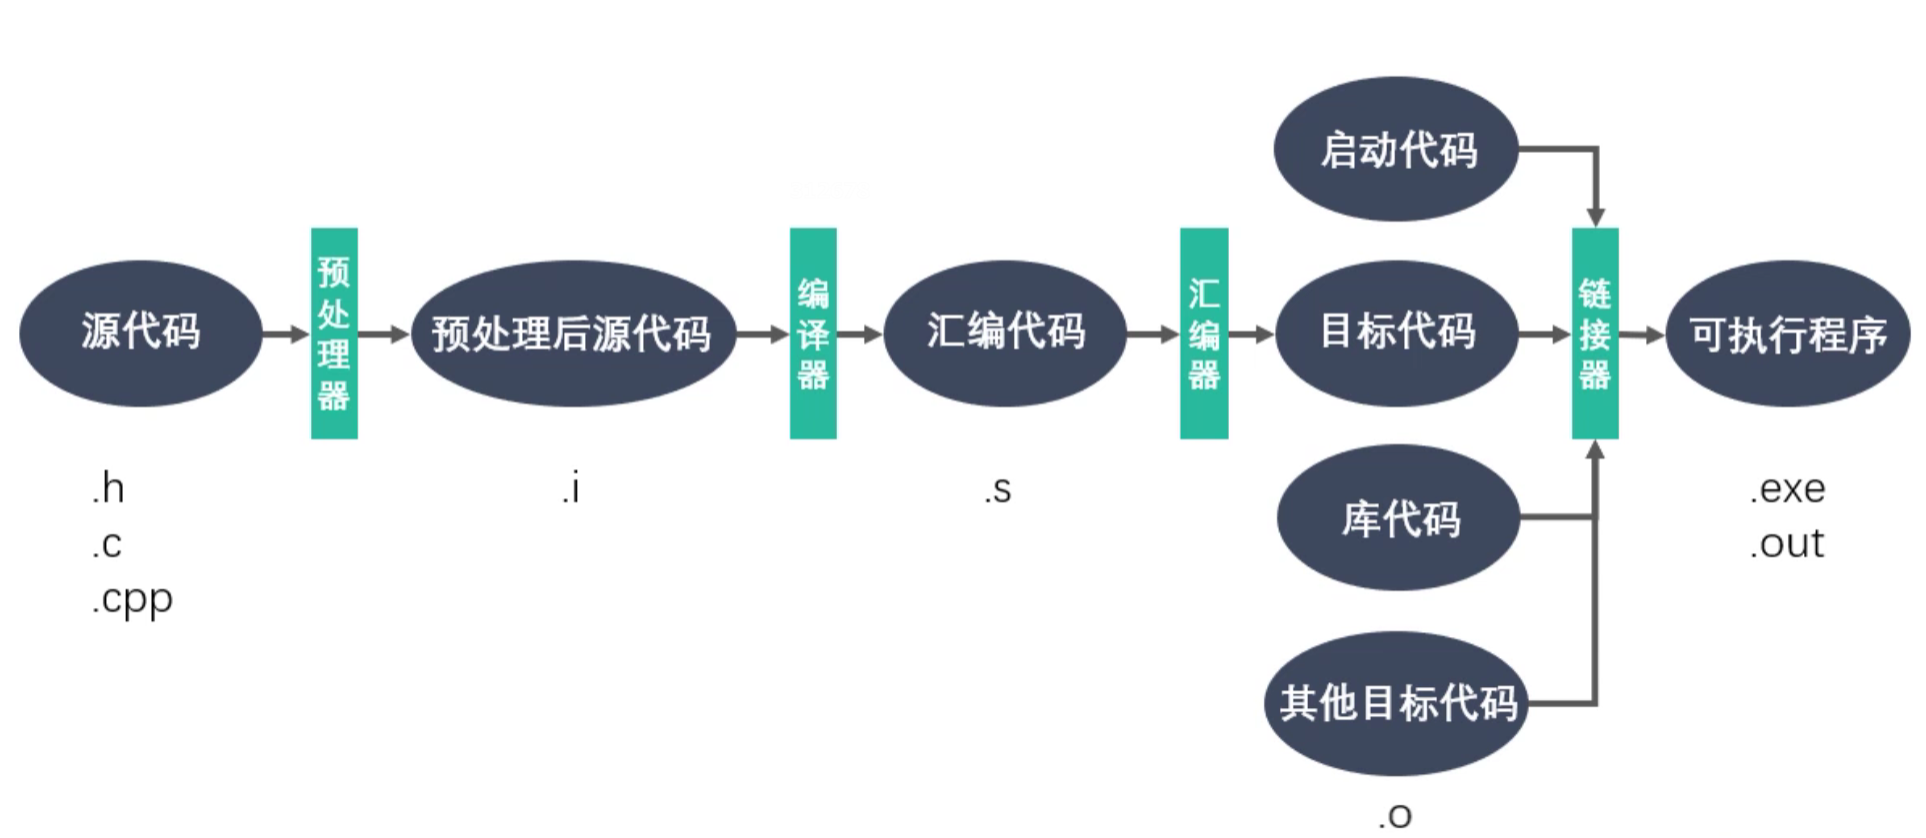 启动代码
源代码
预处理器
预处理后源代码
编译器
汇编代码
汇编器
目标代码
链接器
可执行程序
库代码
其他目标代码
.h
.c
.cpp
.i
.s
.o
.exe
.out